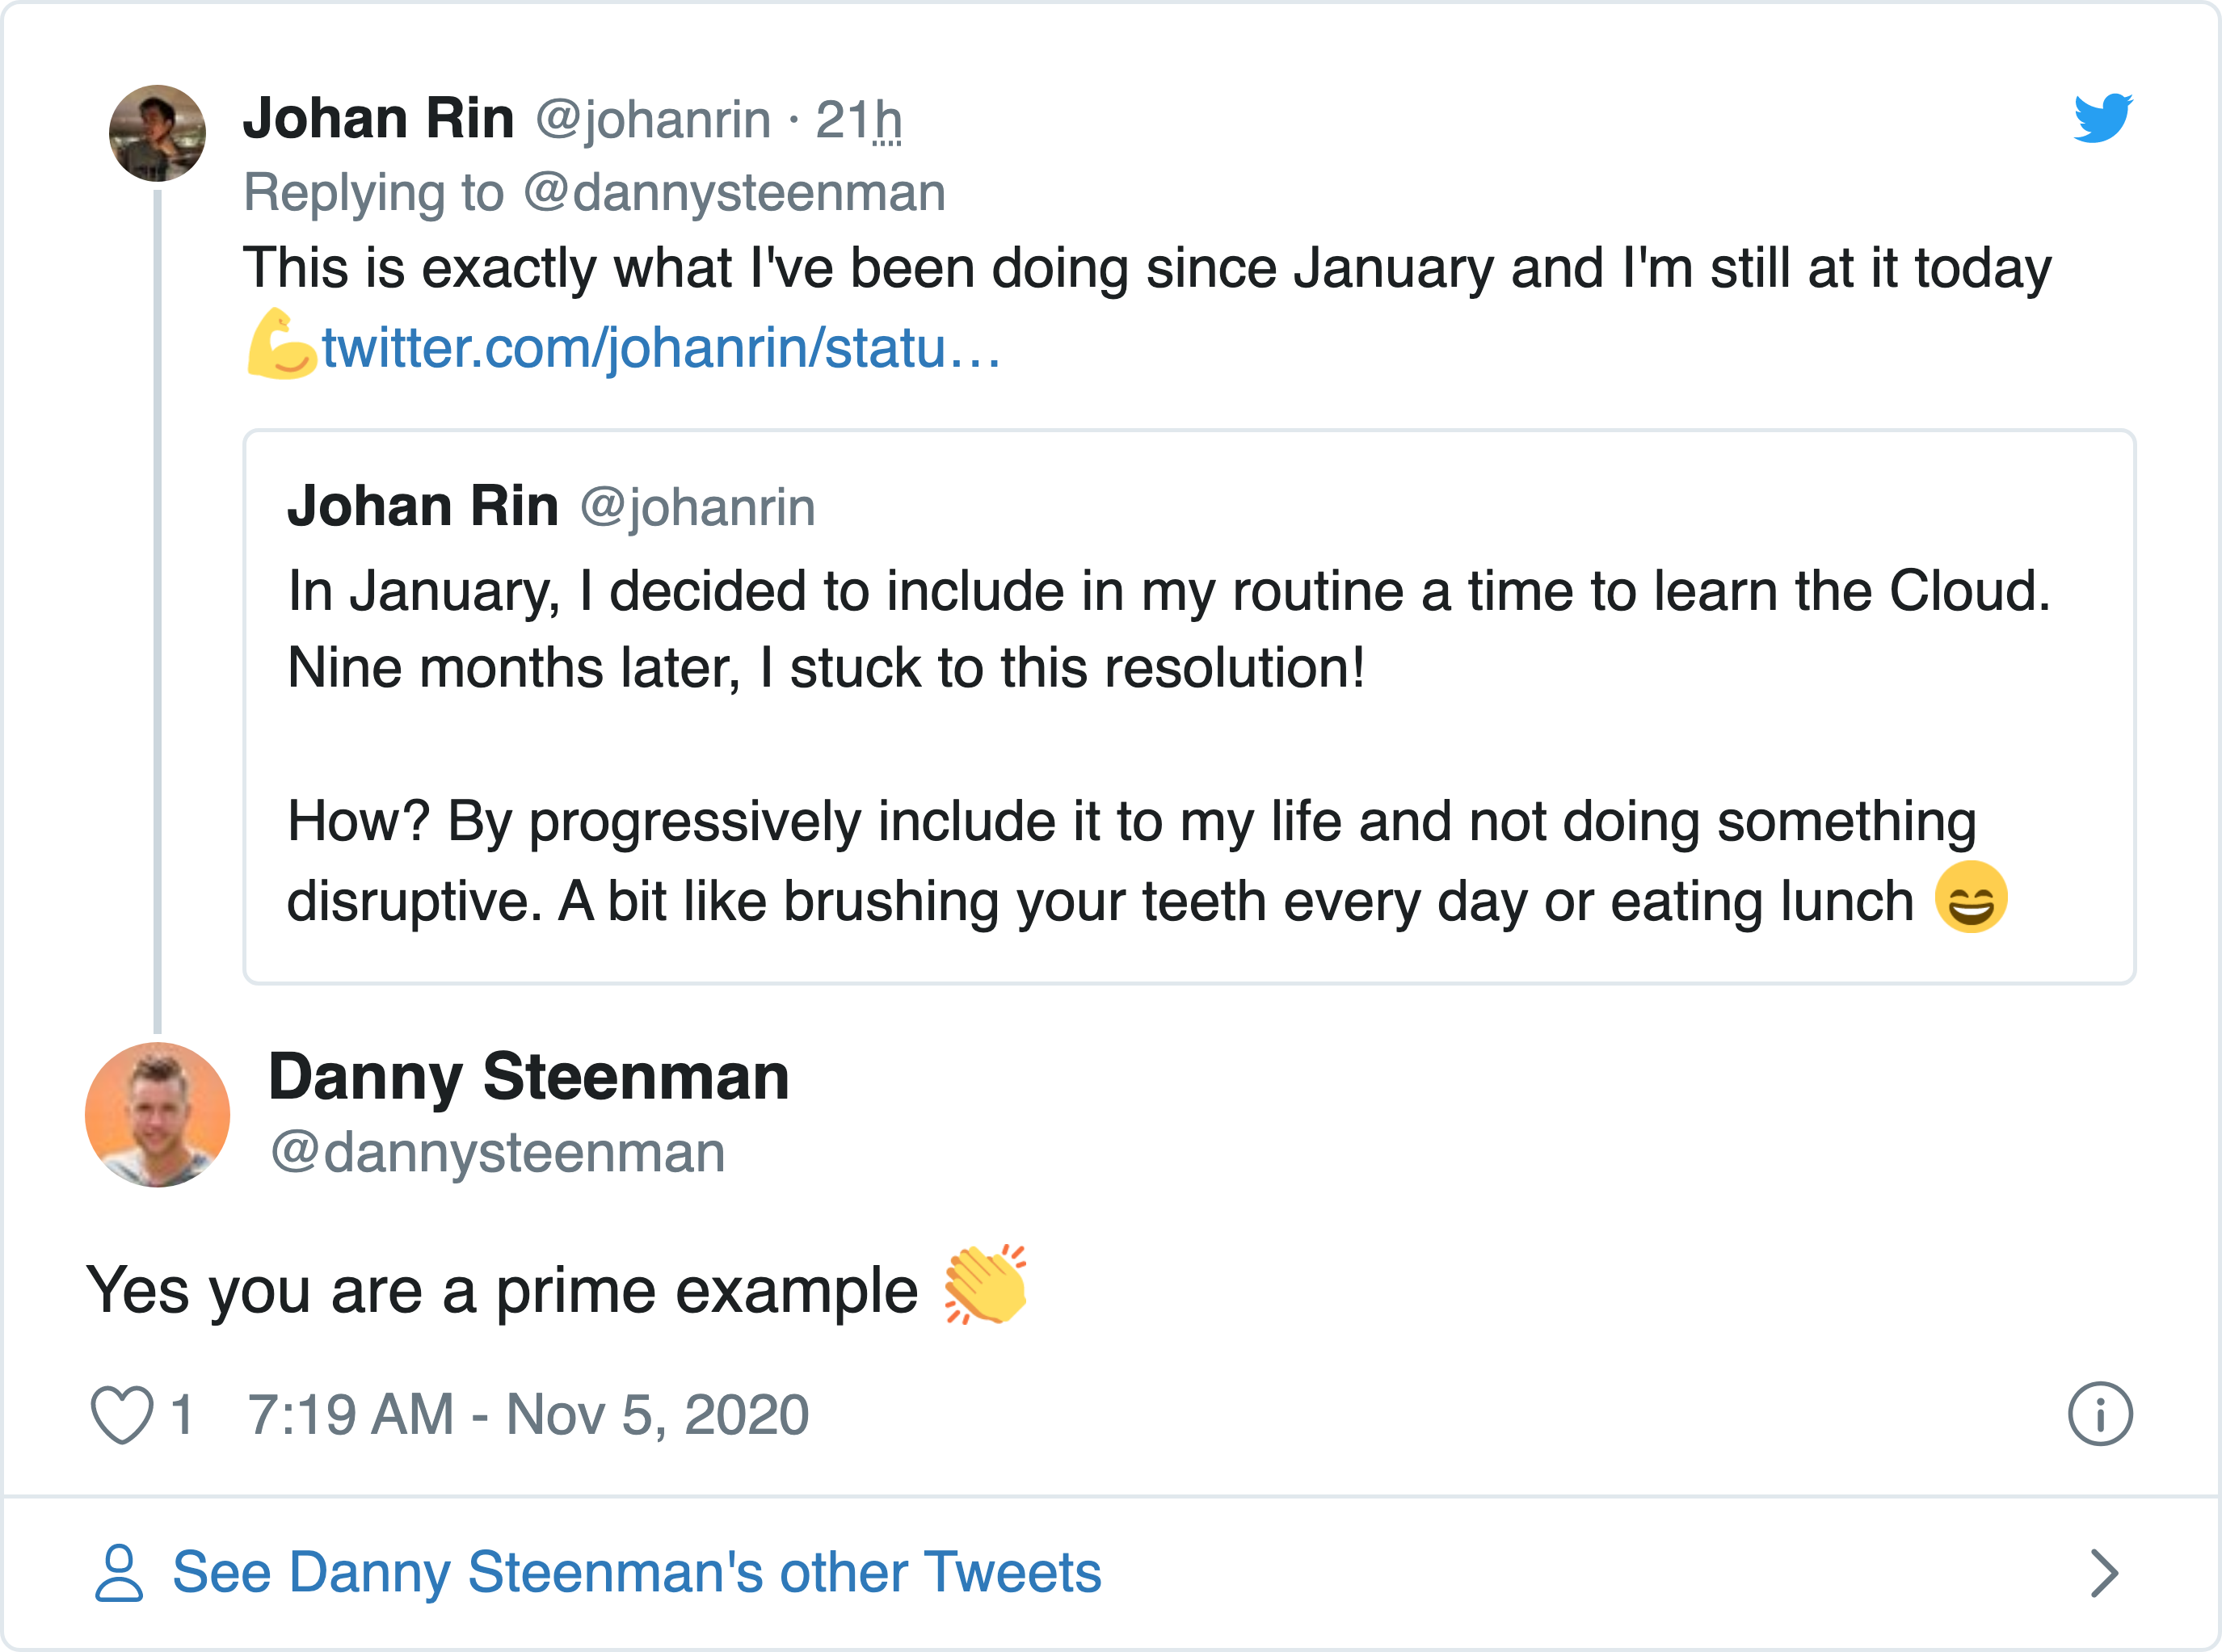 Johan Rin @johanrin · 21h
Replying to @dannysteenman
This is exactly what I've been doing since January and I'm still at it today
💪twitter.com/johanrin/statu…
Johan Rin @johanrin
In January, I decided to include in my routine a time to learn the Cloud.
Nine months later, I stuck to this resolution!
How? By progressively include it to my life and not doing something
disruptive. A bit like brushing your teeth every day or eating lunch 😄
Danny Steenman
@dannysteenman
Yes you are a prime example 👏
1 7:19 AM - Nov 5, 2020
See Danny Steenman's other Tweets